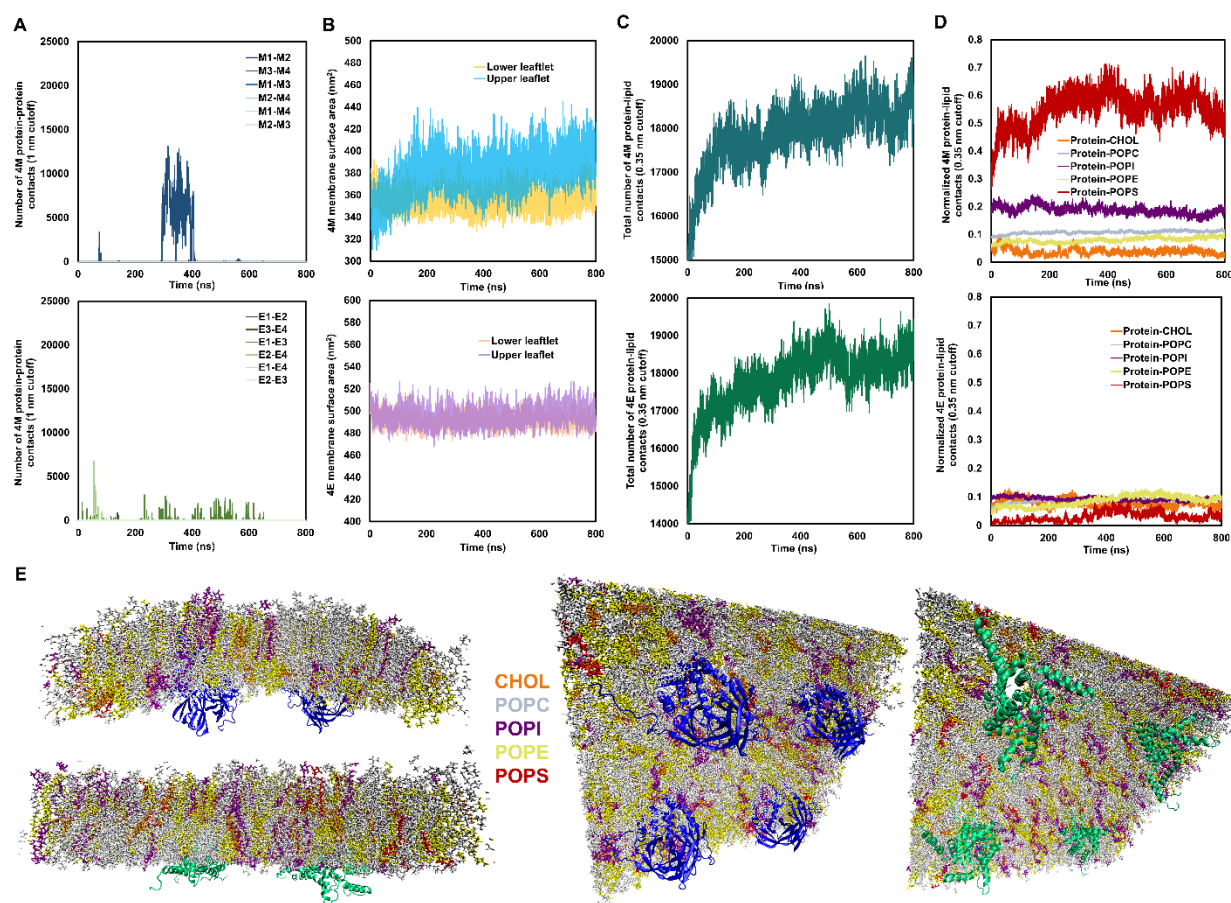 A
Number of 4M protein-protein
contacts (1 nm cutoff)
25000
20000
15000
10000
5000
0
0 200 400 600 800
Time (ns)
M1-M2
M3-M4
M1-M3
M2-M4
M1-M4
M2-M3
B
4M membrane surface area (nm²)
500
480
460
440
420
400
380
360
340
320
300
0 200 400 600 800
Time (ns)
Lower leaftlet
Upper leaflet
C
Total number of 4M protein-lipid
contacts (0.35 nm cutoff)
20000
19000
18000
17000
16000
15000
0 200 400 600 800
Time (ns)
D
Normalized 4M protein-lipid
contacts (0.35 nm cutoff)
0.8
0.7
0.6
0.5
0.4
0.3
0.2
0.1
0
0 200 400 600 800
Time (ns)
Protein-CHOL
Protein-POPC
Protein-POPI
Protein-POPE
Protein-POPS
Number of 4M protein-protein
contacts (1 nm cutoff)
25000
20000
15000
10000
5000
0
0 200 400 600 800
Time (ns)
E1-E2
E3-E4
E1-E3
E2-E4
E1-E4
E2-E3
4E membrane surface area (nm²)
600
580
560
540
520
500
480
460
440
420
400
0 200 400 600 800
Time (ns)
Lower leaflet
Upper leaflet
Total number of 4E protein-lipid
contacts (0.35 nm cutoff)
20000
19000
18000
17000
16000
15000
14000
0 200 400 600 800
Time (ns)
Normalized 4E protein-lipid
contacts (0.35 nm cutoff)
0.8
0.7
0.6
0.5
0.4
0.3
0.2
0.1
0
0 200 400 600 800
Time (ns)
Protein-CHOL
Protein-POPC
Protein-POPI
Protein-POPE
Protein-POPS
E
CHOL
POPC
POPI
POPE
POPS